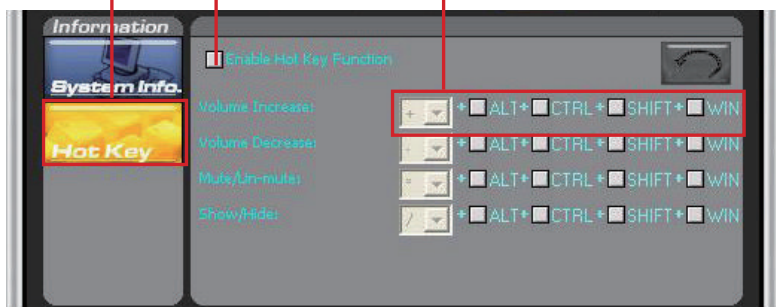 Information
System Info.
Hot Key
Enable Hot Key Function
Volume Increase: + + ALT+ CTRL + SHIFT+ WIN
Volume Decrease: - + ALT+ CTRL + SHIFT+ WIN
Mute/Un-mute: * + ALT+ CTRL + SHIFT+ WIN
Show/Hide: / + ALT+ CTRL + SHIFT+ WIN